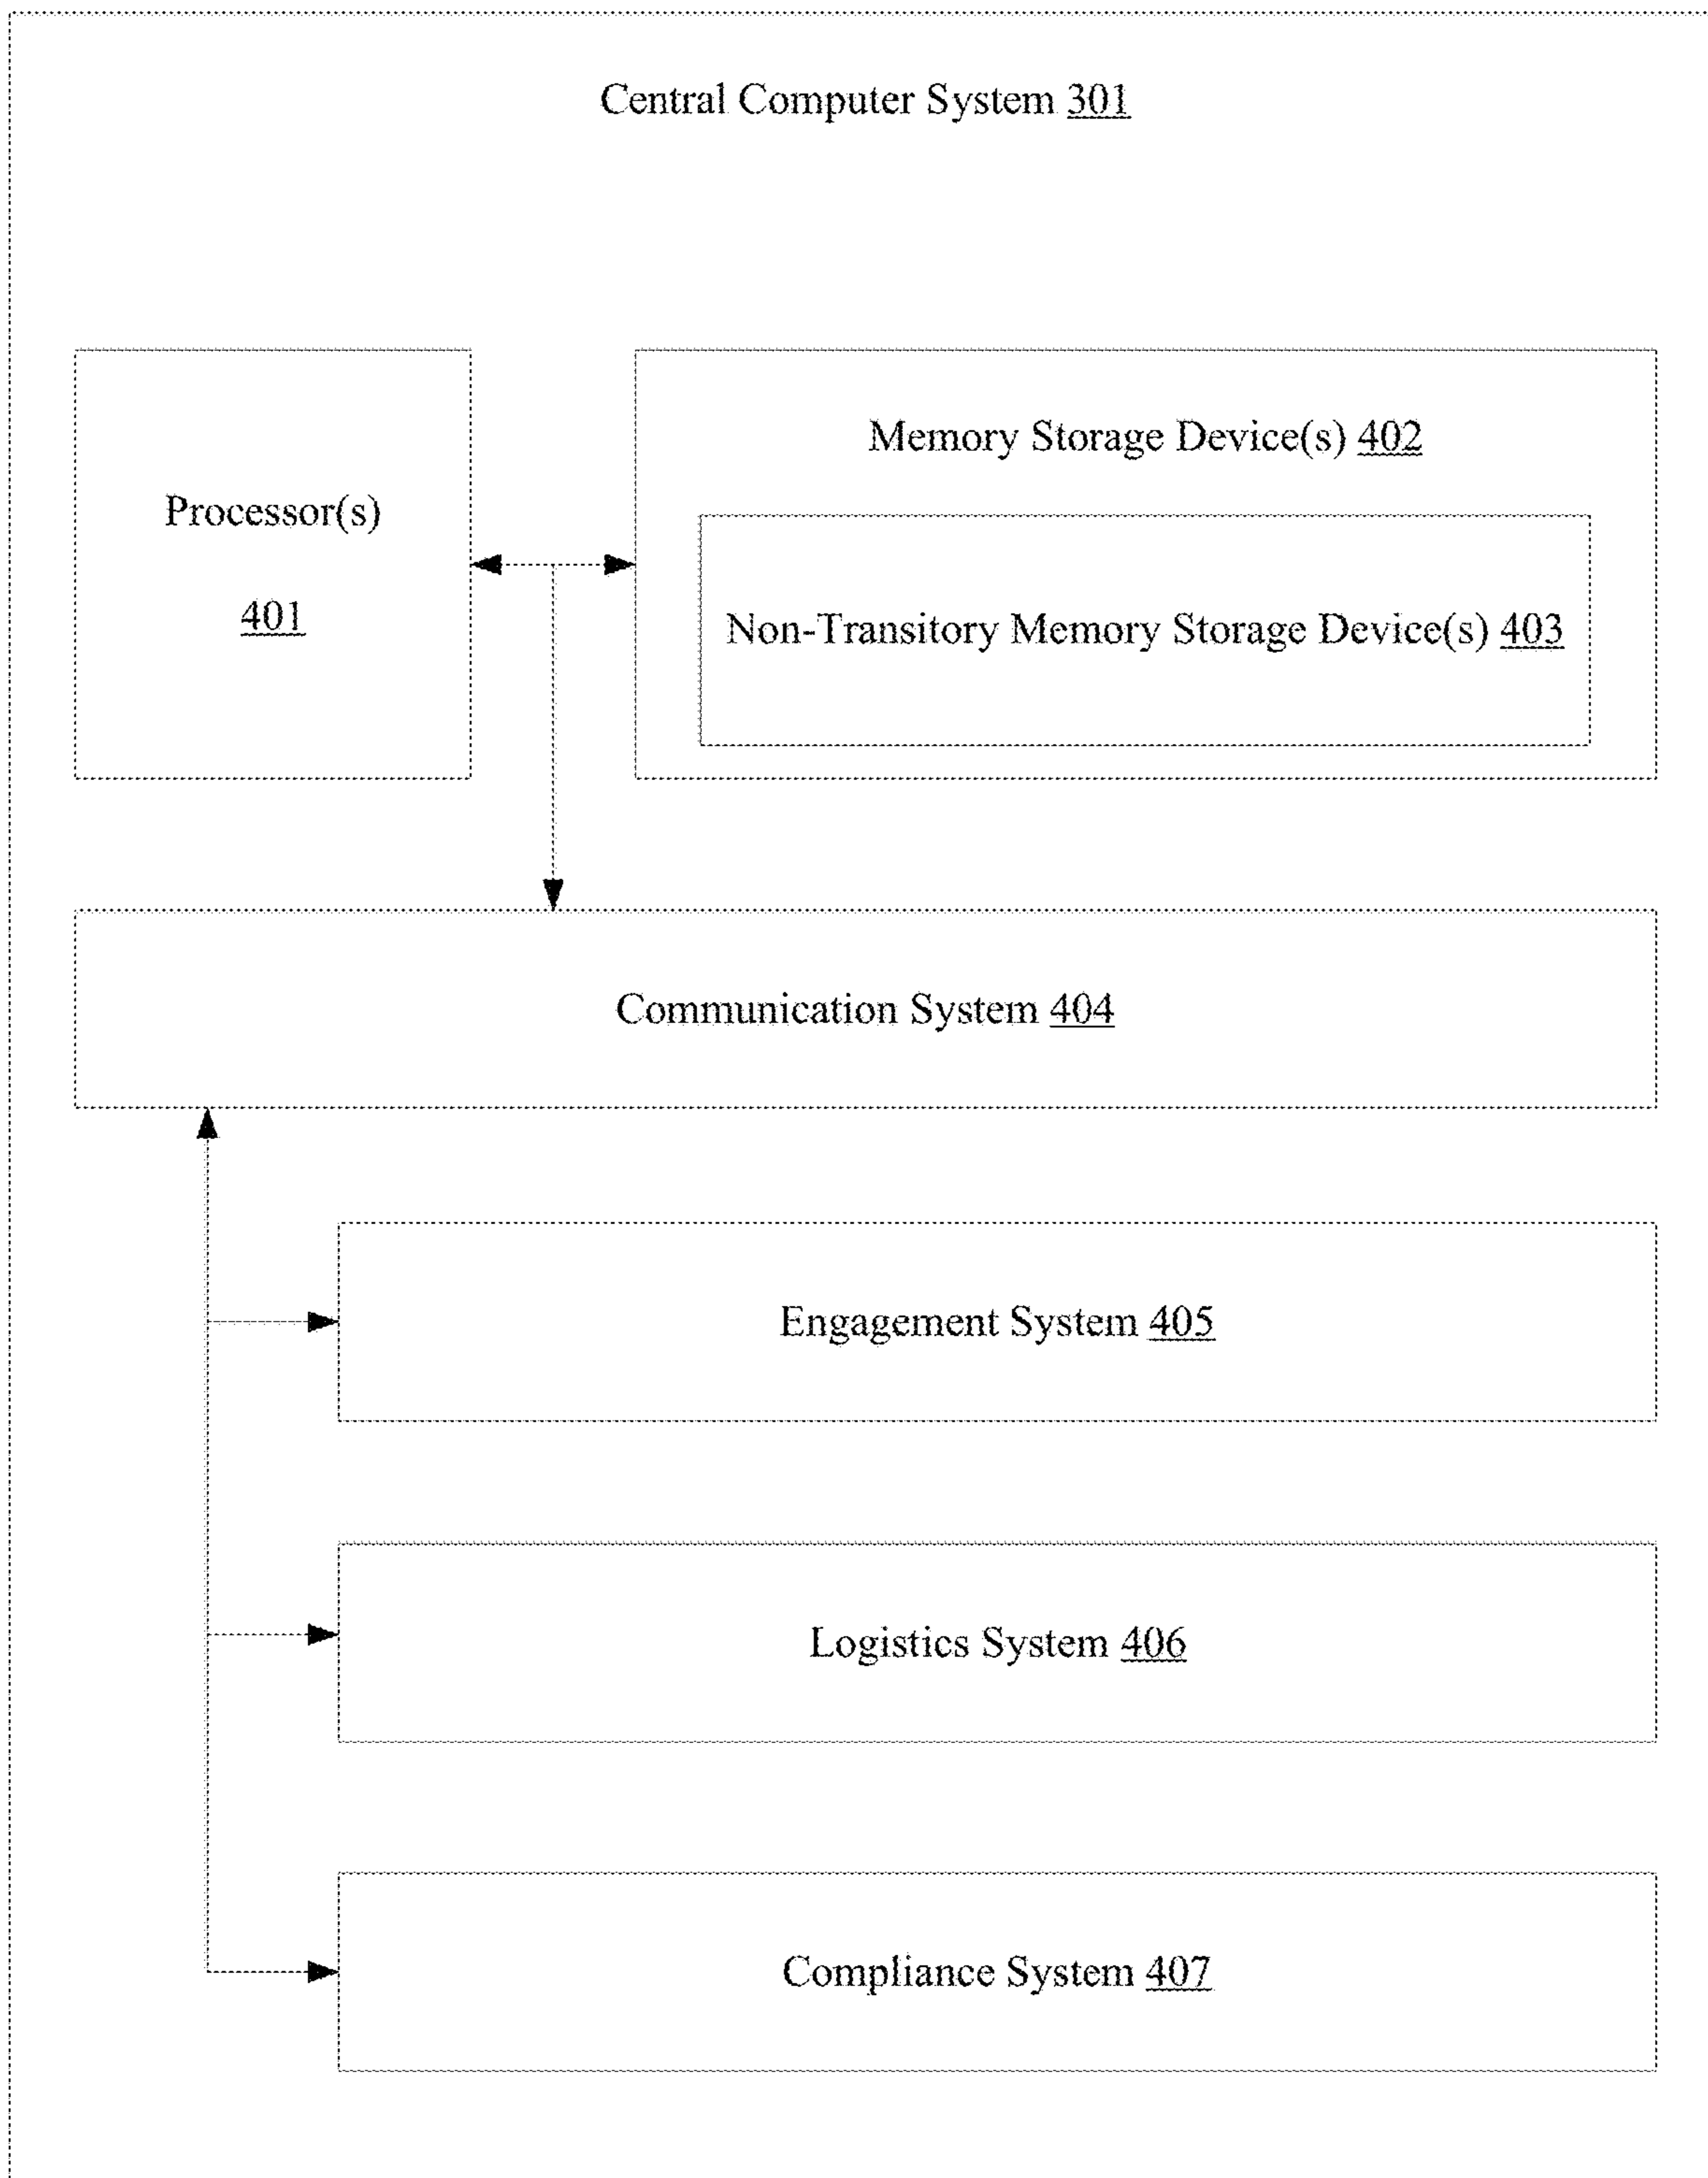 Central Computer System 301
Processor(s)
401
Memory Storage Device(s) 402
Non-Transitory Memory Storage Device(s) 403
Communication System 404
Engagement System 405
Logistics System 406
Compliance System 407